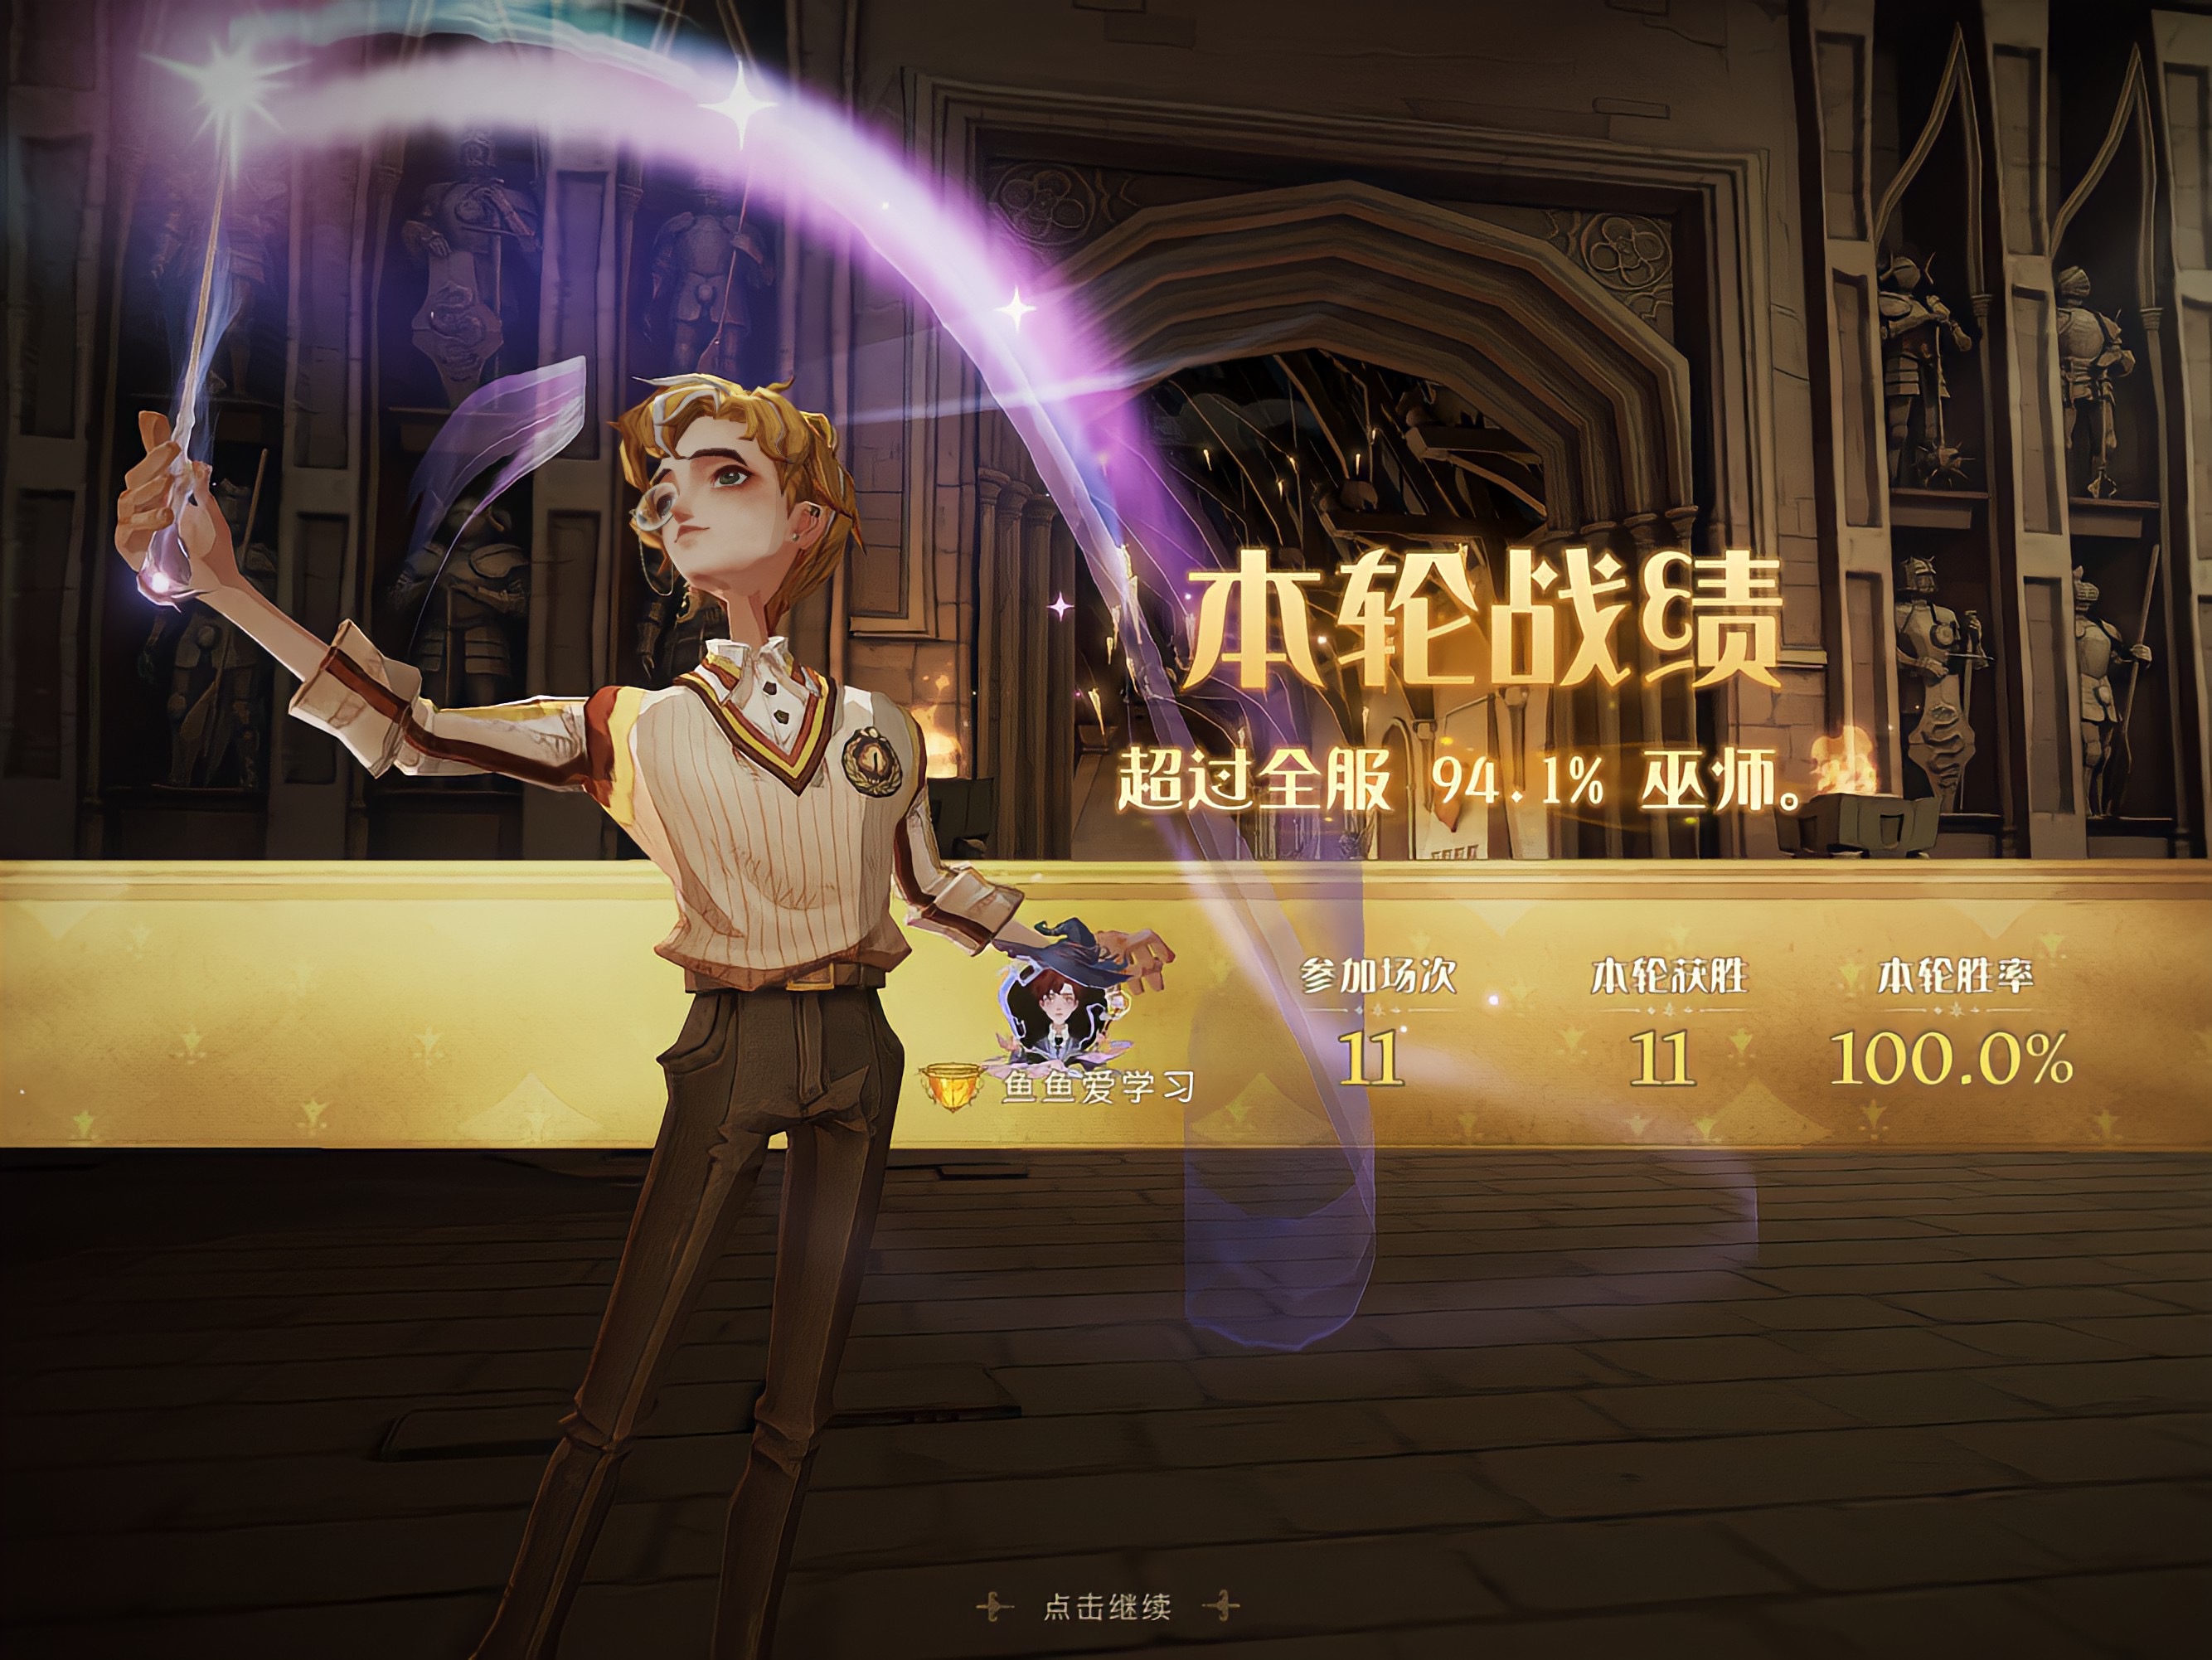 本轮战绩
超过全服 94.1% 巫师。
参加场次 本轮获胜 本轮胜率
11 11 100.0%
鱼鱼爱学习
点击继续